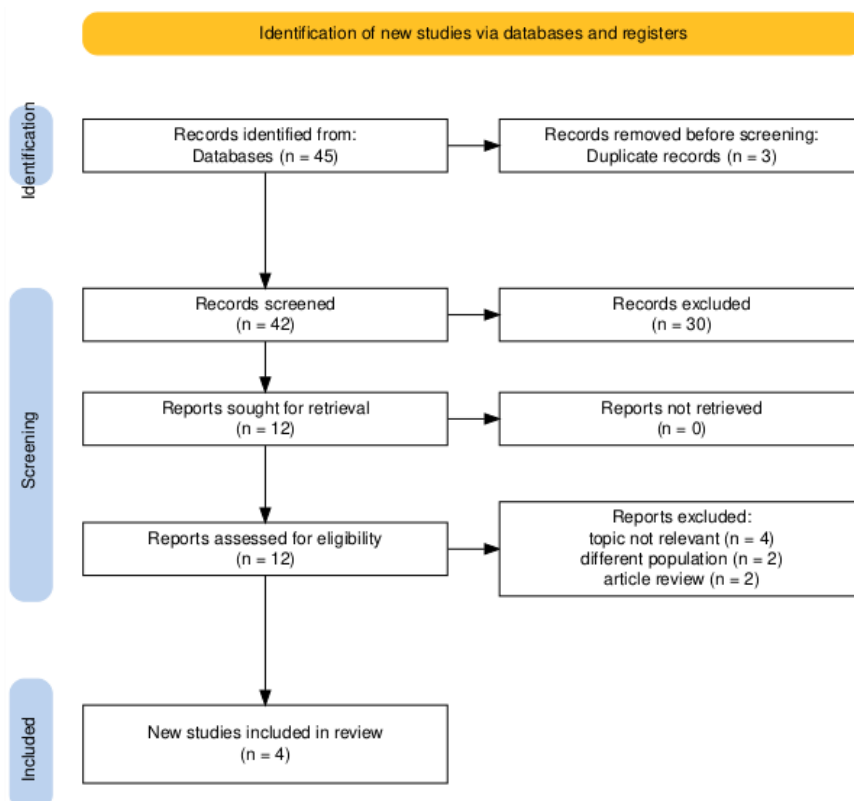 Identification of new studies via databases and registers
Identification
Records identified from:
Databases (n = 45)
Records removed before screening:
Duplicate records (n = 3)
Screening
Records screened
(n = 42)
Records excluded
(n = 30)
Reports sought for retrieval
(n = 12)
Reports not retrieved
(n = 0)
Reports assessed for eligibility
(n = 12)
Reports excluded:
topic not relevant (n = 4)
different population (n = 2)
article review (n = 2)
Included
New studies included in review
(n = 4)